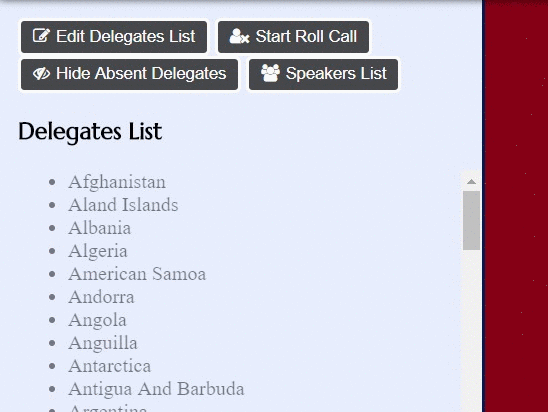 Edit Delegates List Start Roll Call
Hide Absent Delegates Speakers List
Delegates List
Afghanistan
Aland Islands
Albania
Algeria
American Samoa
Andorra
Angola
Anguilla
Antarctica
Antigua And Barbuda
Argentina